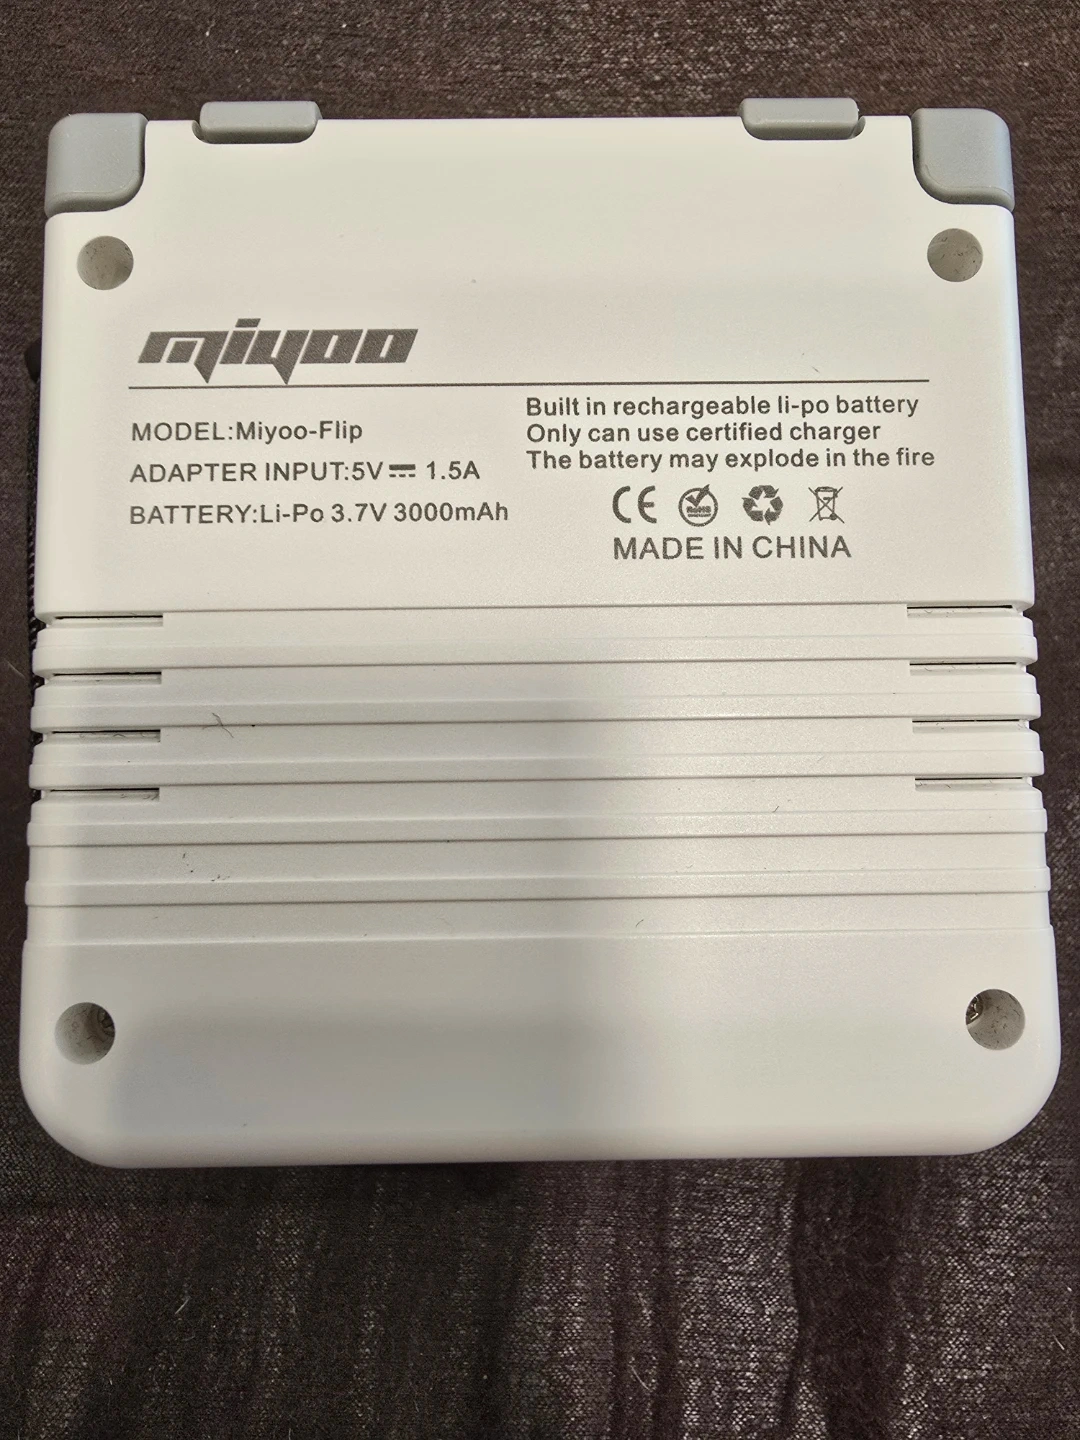 miyoo
MODEL:Miyoo-Flip
ADAPTER INPUT:5V⎓1.5A
BATTERY:Li-Po 3.7V 3000mAh
Built in rechargeable li-po battery
Only can use certified charger
The battery may explode in the fire
CE RoHS
MADE IN CHINA